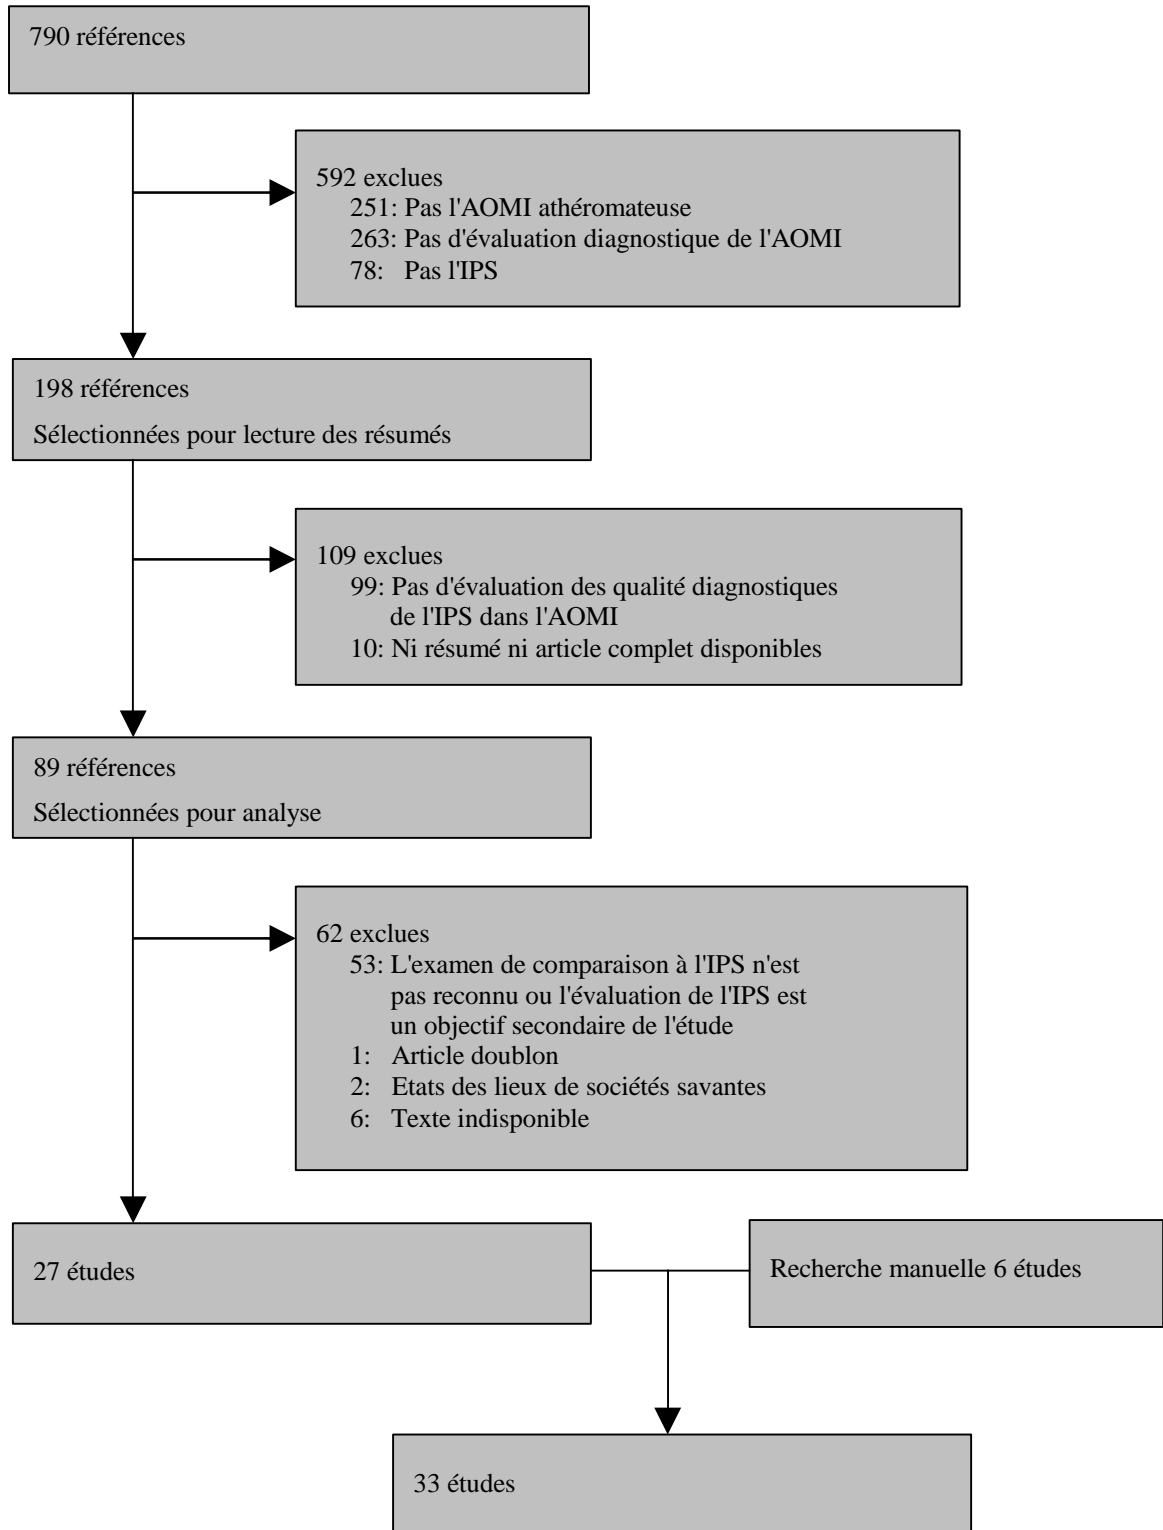 790 références
592 exclues
251: Pas l'AOMI athéromateuse
263: Pas d'évaluation diagnostique de l'AOMI
78: Pas l'IPS
198 références
Sélectionnées pour lecture des résumés
109 exclues
99: Pas d'évaluation des qualité diagnostiques
de l'IPS dans l'AOMI
10: Ni résumé ni article complet disponibles
89 références
Sélectionnées pour analyse
62 exclues
53: L'examen de comparaison à l'IPS n'est
pas reconnu ou l'évaluation de l'IPS est
un objectif secondaire de l'étude
1: Article doublon
2: Etats des lieux de sociétés savantes
6: Texte indisponible
27 études
Recherche manuelle 6 études
33 études